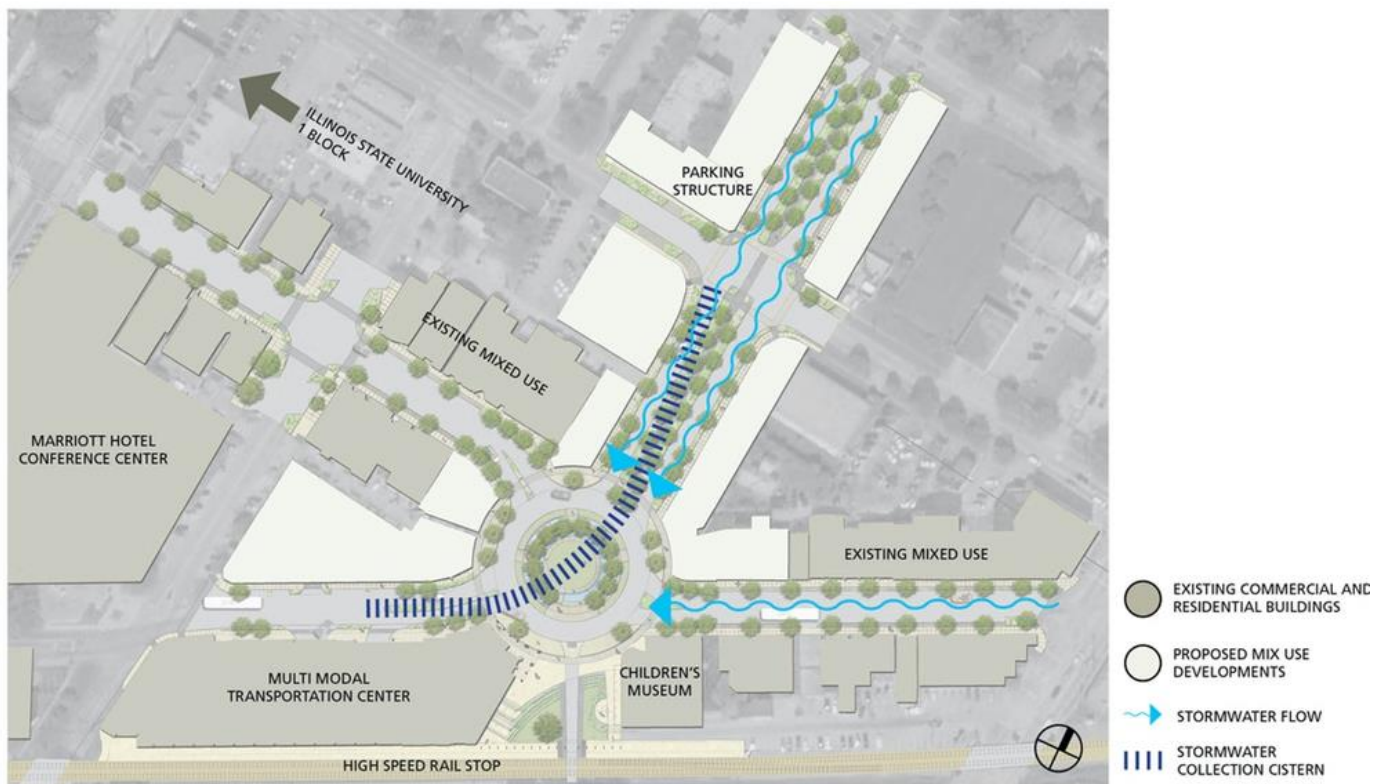 ILLINOIS STATE UNIVERSITY
1 BLOCK
PARKING
STRUCTURE
EXISTING MIXED USE
MARRIOTT HOTEL
CONFERENCE CENTER
EXISTING MIXED USE
MULTI MODAL
TRANSPORTATION CENTER
CHILDREN'S
MUSEUM
HIGH SPEED RAIL STOP
EXISTING COMMERCIAL AND
RESIDENTIAL BUILDINGS
PROPOSED MIX USE
DEVELOPMENTS
STORMWATER FLOW
STORMWATER
COLLECTION CISTERN